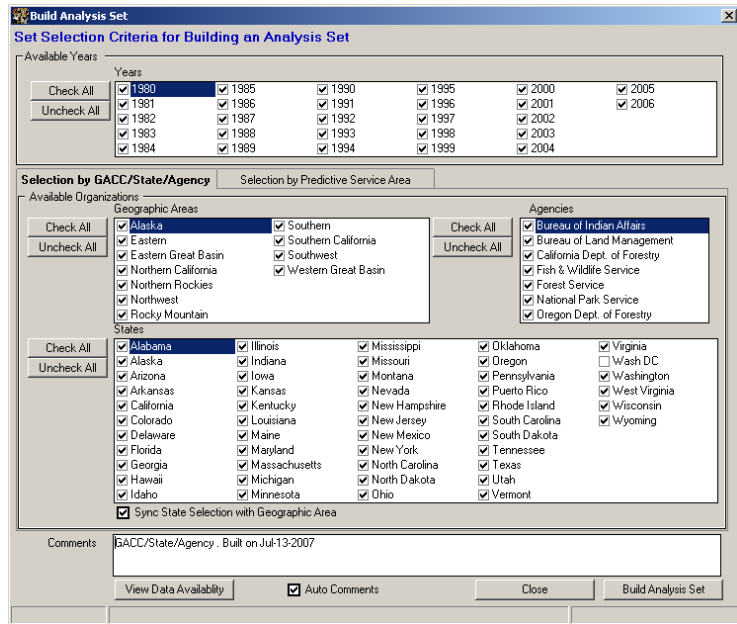 Build Analysis Set
Set Selection Criteria for Building an Analysis Set
Available Years
Years
Check All
Uncheck All
1980 1985 1990 1995 2000 2005
1981 1986 1991 1996 2001 2006
1982 1987 1992 1997 2002
1983 1988 1993 1998 2003
1984 1989 1994 1999 2004
Selection by GACC/State/Agency Selection by Predictive Service Area
Available Organizations
Geographic Areas
Check All
Uncheck All
Alaska Southern
Eastern Southern California
Eastern Great Basin Southwest
Northern California Western Great Basin
Northern Rockies
Northwest
Rocky Mountain
Agencies
Check All
Uncheck All
Bureau of Indian Affairs
Bureau of Land Management
California Dept. of Forestry
Fish & Wildlife Service
Forest Service
National Park Service
Oregon Dept. of Forestry
States
Check All
Uncheck All
Alabama Illinois Mississippi Oklahoma Virginia
Alaska Indiana Missouri Oregon Wash DC
Arizona Iowa Montana Pennsylvania Washington
Arkansas Kansas Nevada Puerto Rico West Virginia
California Kentucky New Hampshire Rhode Island Wisconsin
Colorado Louisiana New Jersey South Carolina Wyoming
Delaware Maine New Mexico South Dakota
Florida Maryland New York Tennessee
Georgia Massachusetts North Carolina Texas
Hawaii Michigan North Dakota Utah
Idaho Minnesota Ohio Vermont
Sync State Selection with Geographic Area
Comments
GACC/State/Agency . Built on Jul-13-2007
View Data Availablity Auto Comments Close Build Analysis Set